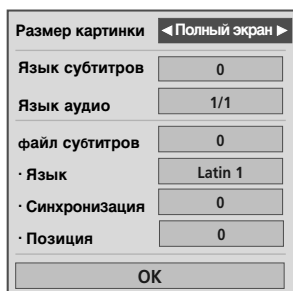 Размер картинки ◀ Полный экран ▶
Язык субтитров 0
Язык аудио 1/1
файл субтитров 0
· Язык Latin 1
· Синхронизация 0
· Позиция 0
OK